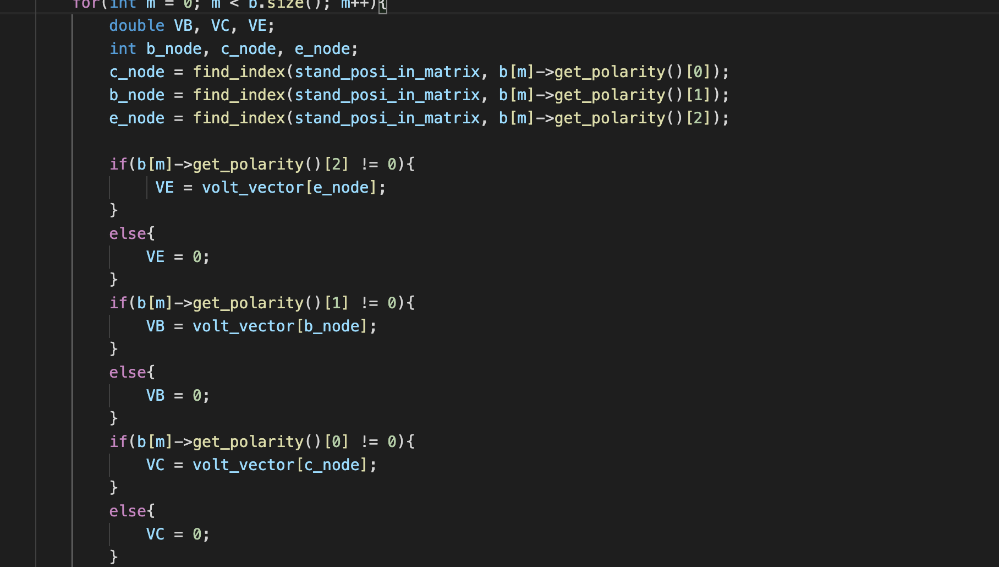 for(int m = 0; m < b.size(); m++){
double VB, VC, VE;
int b_node, c_node, e_node;
c_node = find_index(stand_posi_in_matrix, b[m]->get_polarity()[0]);
b_node = find_index(stand_posi_in_matrix, b[m]->get_polarity()[1]);
e_node = find_index(stand_posi_in_matrix, b[m]->get_polarity()[2]);
if(b[m]->get_polarity()[2] != 0){
VE = volt_vector[e_node];
}
else{
VE = 0;
}
if(b[m]->get_polarity()[1] != 0){
VB = volt_vector[b_node];
}
else{
VB = 0;
}
if(b[m]->get_polarity()[0] != 0){
VC = volt_vector[c_node];
}
else{
VC = 0;
}